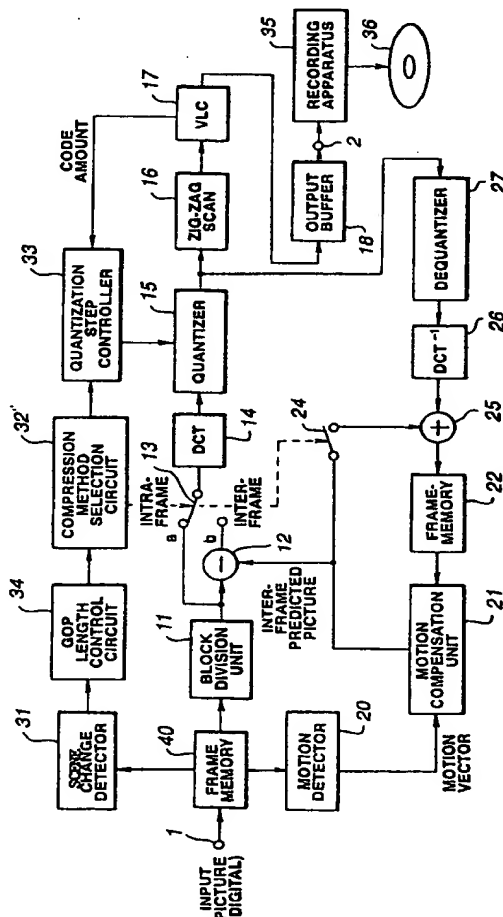 31
SCENE
CHANGE
DETECTOR
34
GOP
LENGTH
CONTROL
CIRCUIT
32"
COMPRESSION
METHOD
SELECTION
CIRCUIT
33
QUANTIZATION
STEP
CONTROLLER
CODE
AMOUNT
1
INPUT
PICTURE
(DIGITAL)
40
FRAME
MEMORY
11
BLOCK
DIVISION
UNIT
12
−
a
b
13
INTRA-
FRAME
INTER-
FRAME
14
DCT
15
QUANTIZER
16
ZIG-ZAG
SCAN
17
VLC
18
OUTPUT
BUFFER
2
35
RECORDING
APPARATUS
36
20
MOTION
DETECTOR
MOTION
VECTOR
INTER-
FRAME
PREDICTED
PICTURE
21
MOTION
COMPENSATION
UNIT
22
FRAME-
MEMORY
24
25
+
26
DCT -1
27
DEQUANTIZER